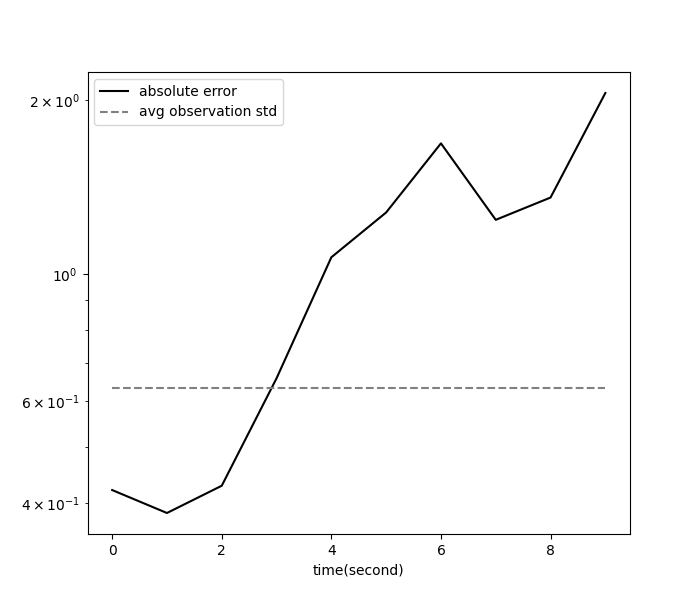 absolute error
avg observation std
2 × 10⁰
10⁰
6 × 10⁻¹
4 × 10⁻¹
0 2 4 6 8
time(second)